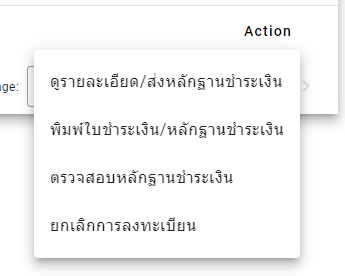 Action
age:
ดูรายละเอียด/ส่งหลักฐานชำระเงิน
พิมพ์ใบชำระเงิน/หลักฐานชำระเงิน
ตรวจสอบหลักฐานชำระเงิน
ยกเลิกการลงทะเบียน